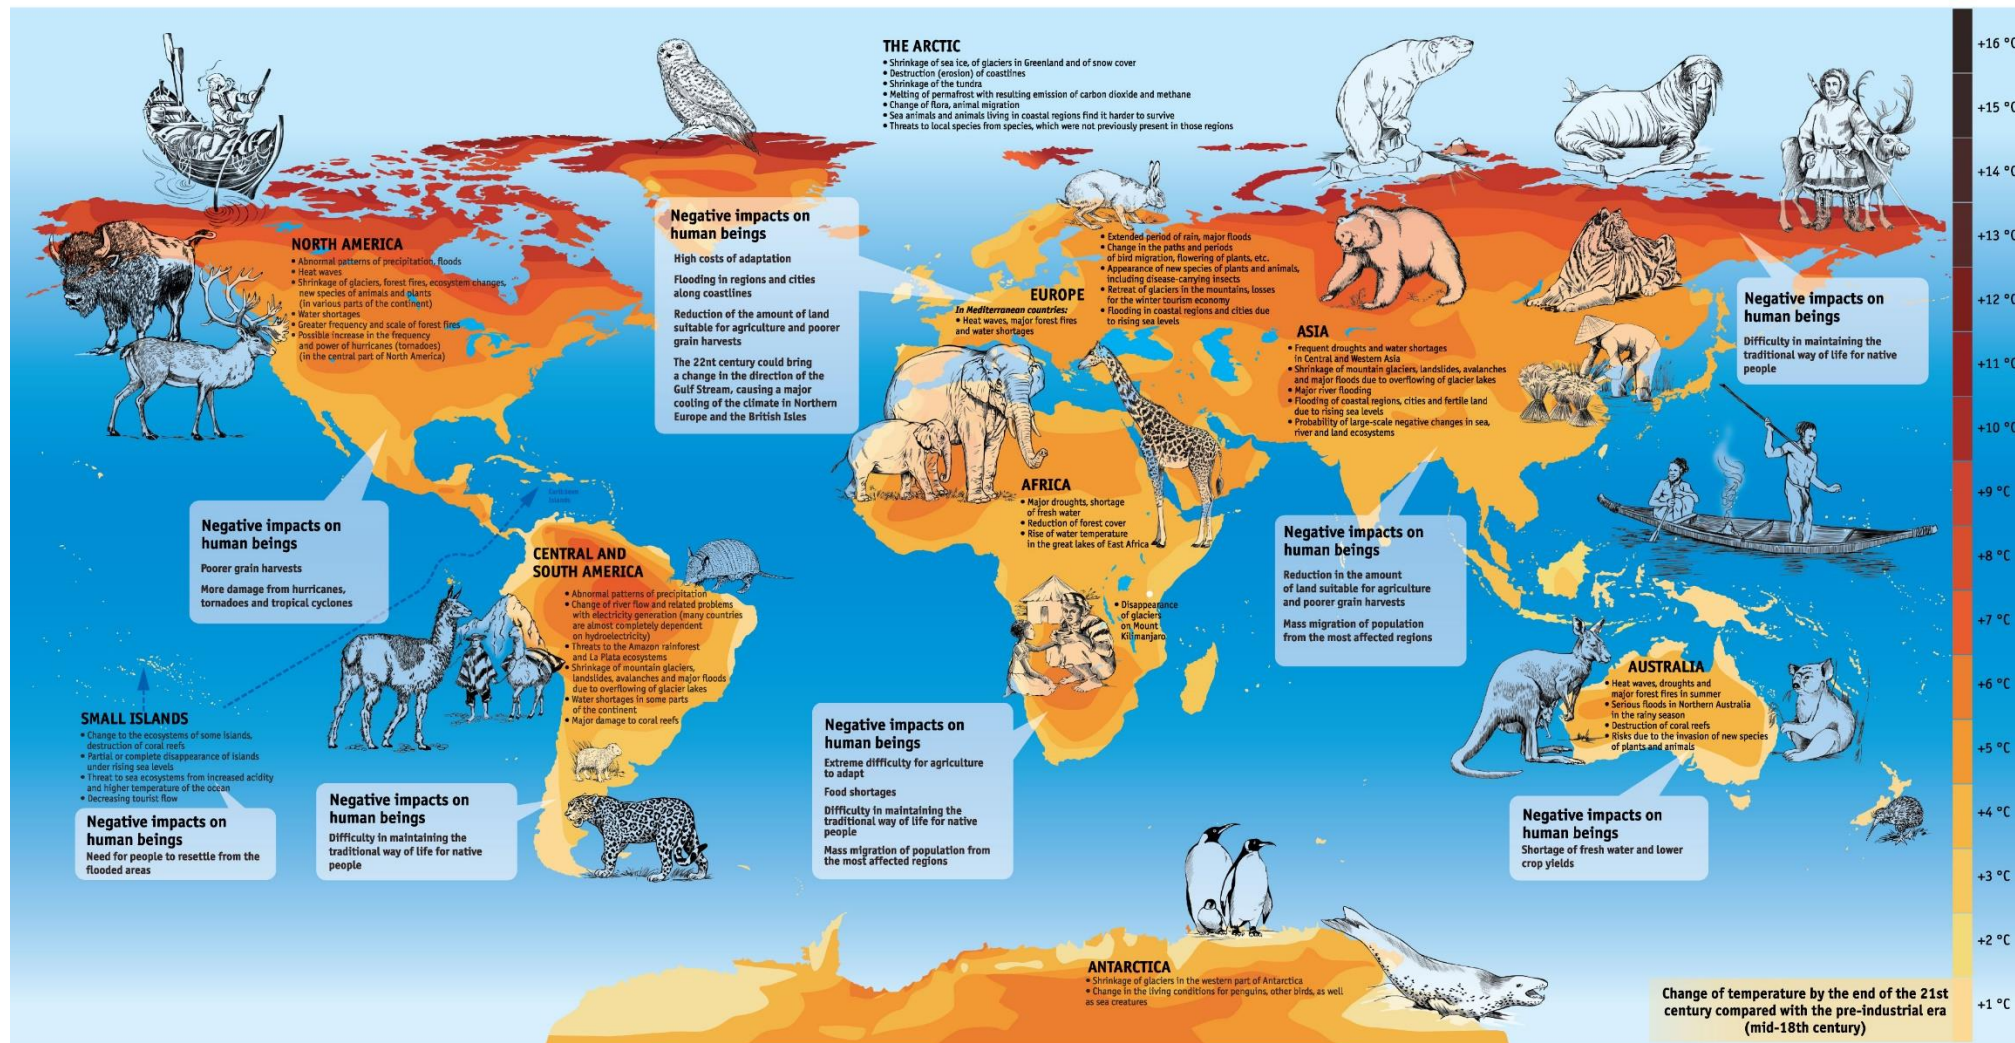 THE ARCTIC
• Shrinkage of sea ice, of glaciers in Greenland and of snow cover
• Destruction (erosion) of coastlines
• Shrinkage of the tundra
• Melting of permafrost with resulting emission of carbon dioxide and methane
• Change of flora, animal migration
• Sea animals and animals living in coastal regions find it harder to survive
• Threats to local species from species, which were not previously present in those regions
NORTH AMERICA
• Abnormal patterns of precipitation, floods
• Heat waves
• Shrinkage of glaciers, forest fires, ecosystem changes,
new species of animals and plants
(in various parts of the continent)
• Water shortages
• Greater frequency and scale of forest fires
• Possible increase in the frequency
and power of hurricanes (tornadoes)
(in the central part of North America)
Negative impacts on
human beings
Poorer grain harvests
More damage from hurricanes,
tornadoes and tropical cyclones
Negative impacts on
human beings
High costs of adaptation
Flooding in regions and cities
along coastlines
Reduction of the amount of land
suitable for agriculture and poorer
grain harvests
The 22nt century could bring
a change in the direction of the
Gulf Stream, causing a major
cooling of the climate in Northern
Europe and the British Isles
EUROPE
• Extended period of rain, major floods
• Change in the paths and periods
of bird migration, flowering of plants, etc.
• Appearance of new species of plants and animals,
including disease-carrying insects
• Retreat of glaciers in the mountains, losses
for the winter tourism economy
• Flooding in coastal regions and cities due
to rising sea levels
In Mediterranean countries:
• Heat waves, major forest fires
and water shortages
ASIA
• Frequent droughts and water shortages
in Central and Western Asia
• Shrinkage of mountain glaciers, landslides, avalanches
and major floods due to overflowing of glacier lakes
• Major river flooding
• Flooding of coastal regions, cities and fertile land
due to rising sea levels
• Probability of large-scale negative changes in sea,
river and land ecosystems
Negative impacts on
human beings
Difficulty in maintaining the
traditional way of life for native
people
Negative impacts on
human beings
Reduction in the amount
of land suitable for agriculture
and poorer grain harvests
Mass migration of population
from the most affected regions
AFRICA
• Major droughts, shortage
of fresh water
• Reduction of forest cover
• Rise of water temperature
in the great lakes of East Africa
• Disappearance
of glaciers
on Mount
Kilimanjaro
Negative impacts on
human beings
Extreme difficulty for agriculture
to adapt
Food shortages
Difficulty in maintaining the
traditional way of life for native
people
Mass migration of population from
the most affected regions
Islands
CENTRAL AND
SOUTH AMERICA
• Abnormal patterns of precipitation
• Change of river flow and related problems
with electricity generation (many countries
are almost completely dependent
on hydroelectricity)
• Threats to the Amazon rainforest
and La Plata ecosystems
• Shrinkage of mountain glaciers,
landslides, avalanches and major floods
due to overflowing of glacier lakes
• Water shortages in some parts
of the continent
• Major damage to coral reefs
Negative impacts on
human beings
Difficulty in maintaining the
traditional way of life for native
people
SMALL ISLANDS
• Change to the ecosystems of some islands,
destruction of coral reefs
• Partial or complete disappearance of islands
under rising sea levels
• Threat to sea ecosystems from increased acidity
and higher temperature of the ocean
• Decreasing tourist flow
Negative impacts on
human beings
Need for people to resettle from the
flooded areas
AUSTRALIA
• Heat waves, droughts and
major forest fires in summer
• Serious floods in Northern Australia
in the rainy season
• Destruction of coral reefs
• Risks due to the invasion of new species
of plants and animals
Negative impacts on
human beings
Shortage of fresh water and lower
crop yields
ANTARCTICA
• Shrinkage of glaciers in the western part of Antarctica
• Change in the living conditions for penguins, other birds, as well
as sea creatures
+16 °C
+15 °C
+14 °C
+13 °C
+12 °C
+11 °C
+10 °C
+9 °C
+8 °C
+7 °C
+6 °C
+5 °C
+4 °C
+3 °C
+2 °C
+1 °C
Change of temperature by the end of the 21st
century compared with the pre-industrial era
(mid-18th century)